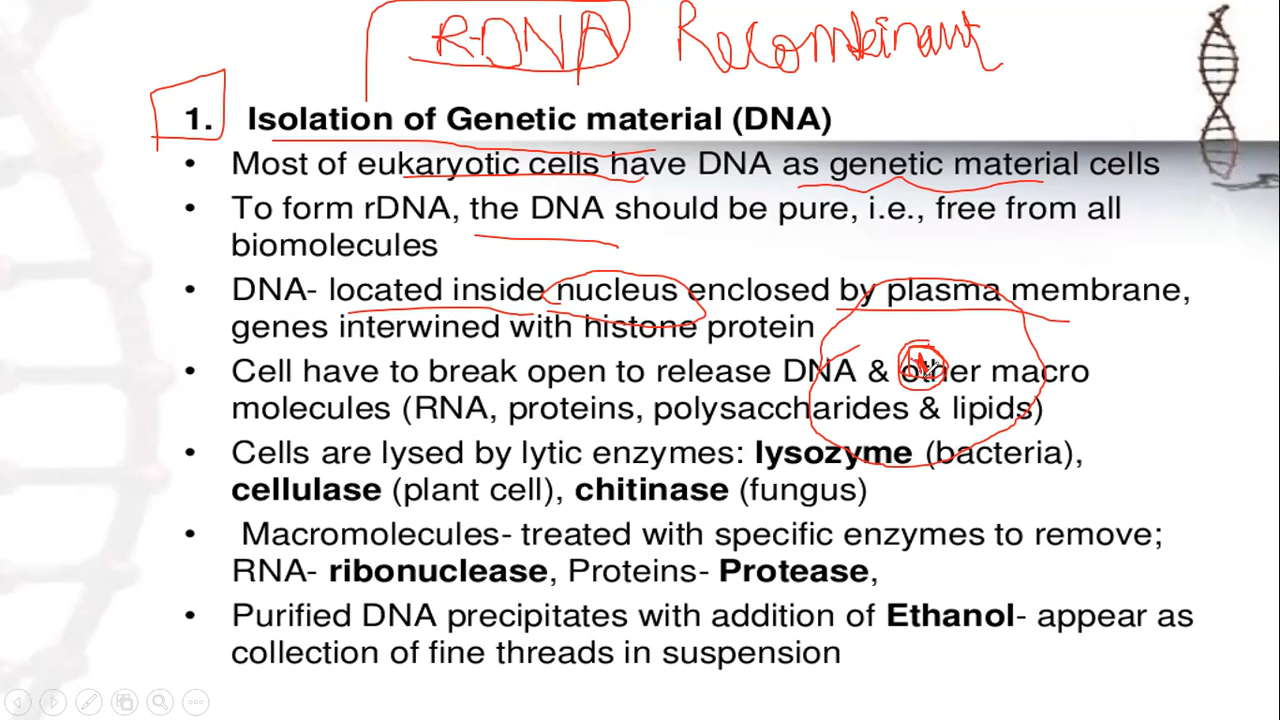 R-DNA Recombinant
1. Isolation of Genetic material (DNA)
• Most of eukaryotic cells have DNA as genetic material cells
• To form rDNA, the DNA should be pure, i.e., free from all
biomolecules
• DNA- located inside nucleus enclosed by plasma membrane,
genes interwined with histone protein
• Cell have to break open to release DNA & other macro
molecules (RNA, proteins, polysaccharides & lipids)
• Cells are lysed by lytic enzymes: lysozyme (bacteria),
cellulase (plant cell), chitinase (fungus)
• Macromolecules- treated with specific enzymes to remove;
RNA- ribonuclease, Proteins- Protease,
• Purified DNA precipitates with addition of Ethanol- appear as
collection of fine threads in suspension